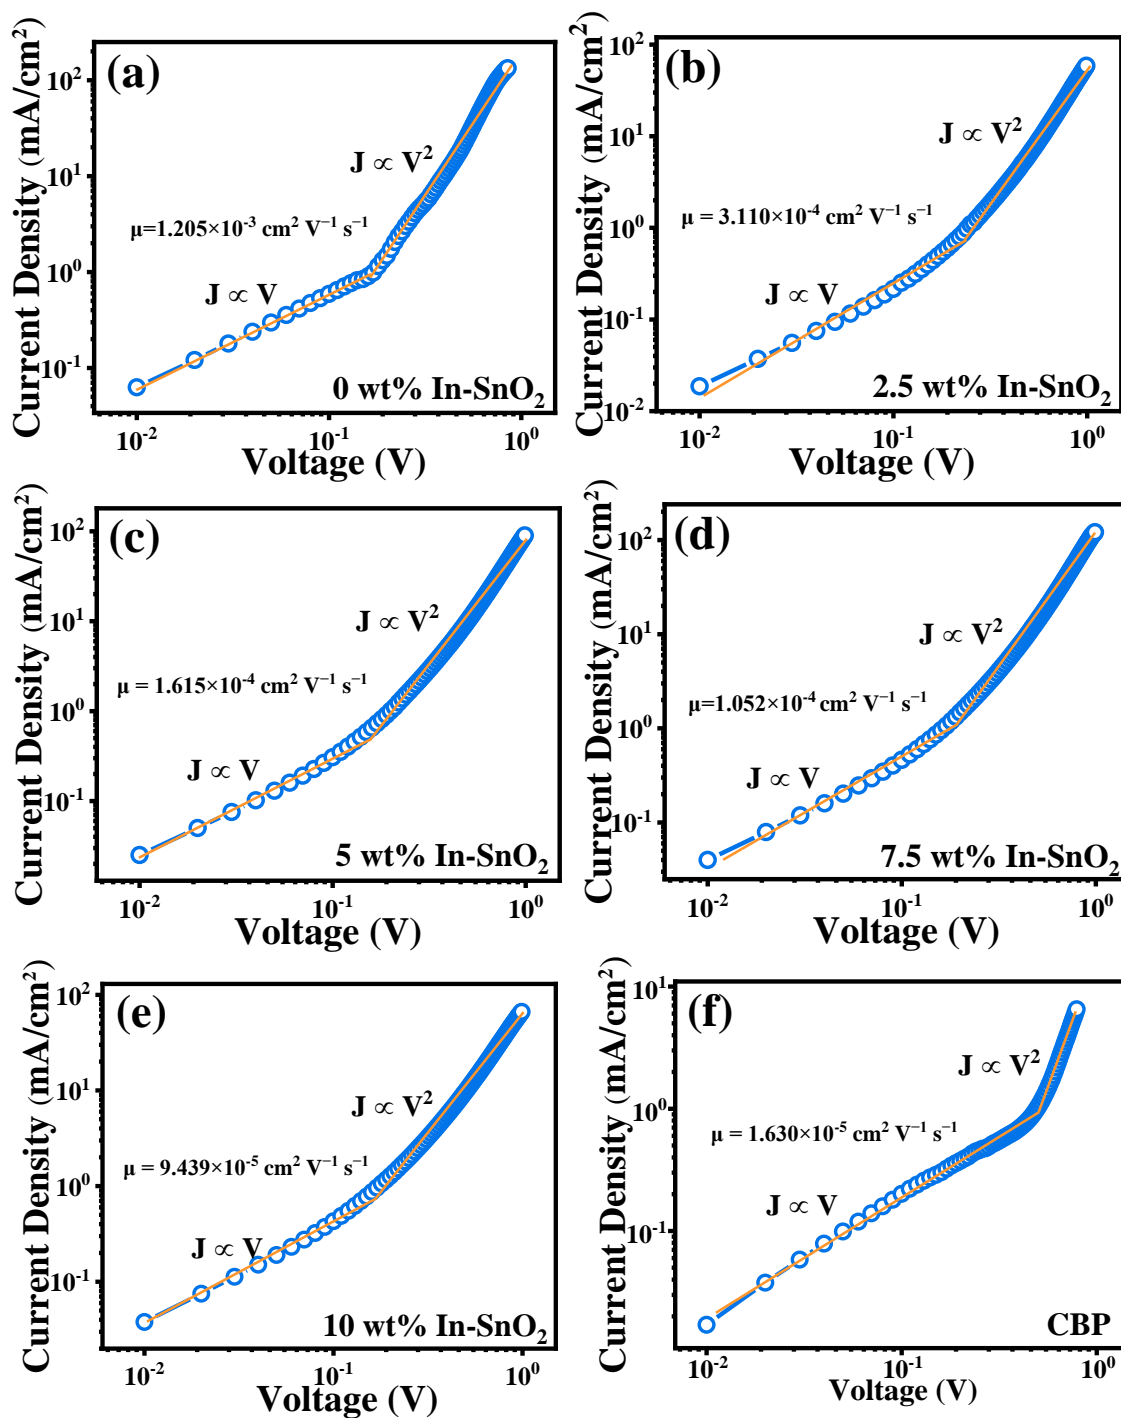 (a)
Current Density (mA/cm²)
10²
10¹
10⁰
10⁻¹
J ∝ V²
μ=1.205×10⁻³ cm² V⁻¹ s⁻¹
J ∝ V
0 wt% In-SnO₂
10⁻²
10⁻¹
10⁰
Voltage (V)
(b)
Current Density (mA/cm²)
10²
10¹
10⁰
10⁻¹
10⁻²
J ∝ V²
μ = 3.110×10⁻⁴ cm² V⁻¹ s⁻¹
J ∝ V
2.5 wt% In-SnO₂
10⁻²
10⁻¹
10⁰
Voltage (V)
(c)
Current Density (mA/cm²)
10²
10¹
10⁰
10⁻¹
J ∝ V²
μ = 1.615×10⁻⁴ cm² V⁻¹ s⁻¹
J ∝ V
5 wt% In-SnO₂
10⁻²
10⁻¹
10⁰
Voltage (V)
(d)
Current Density (mA/cm²)
10²
10¹
10⁰
10⁻¹
J ∝ V²
μ=1.052×10⁻⁴ cm² V⁻¹ s⁻¹
J ∝ V
7.5 wt% In-SnO₂
10⁻²
10⁻¹
10⁰
Voltage (V)
(e)
Current Density (mA/cm²)
10²
10¹
10⁰
10⁻¹
J ∝ V²
μ = 9.439×10⁻⁵ cm² V⁻¹ s⁻¹
J ∝ V
10 wt% In-SnO₂
10⁻²
10⁻¹
10⁰
Voltage (V)
(f)
Current Density (mA/cm²)
10¹
10⁰
10⁻¹
J ∝ V²
μ = 1.630×10⁻⁵ cm² V⁻¹ s⁻¹
J ∝ V
CBP
10⁻²
10⁻¹
10⁰
Voltage (V)